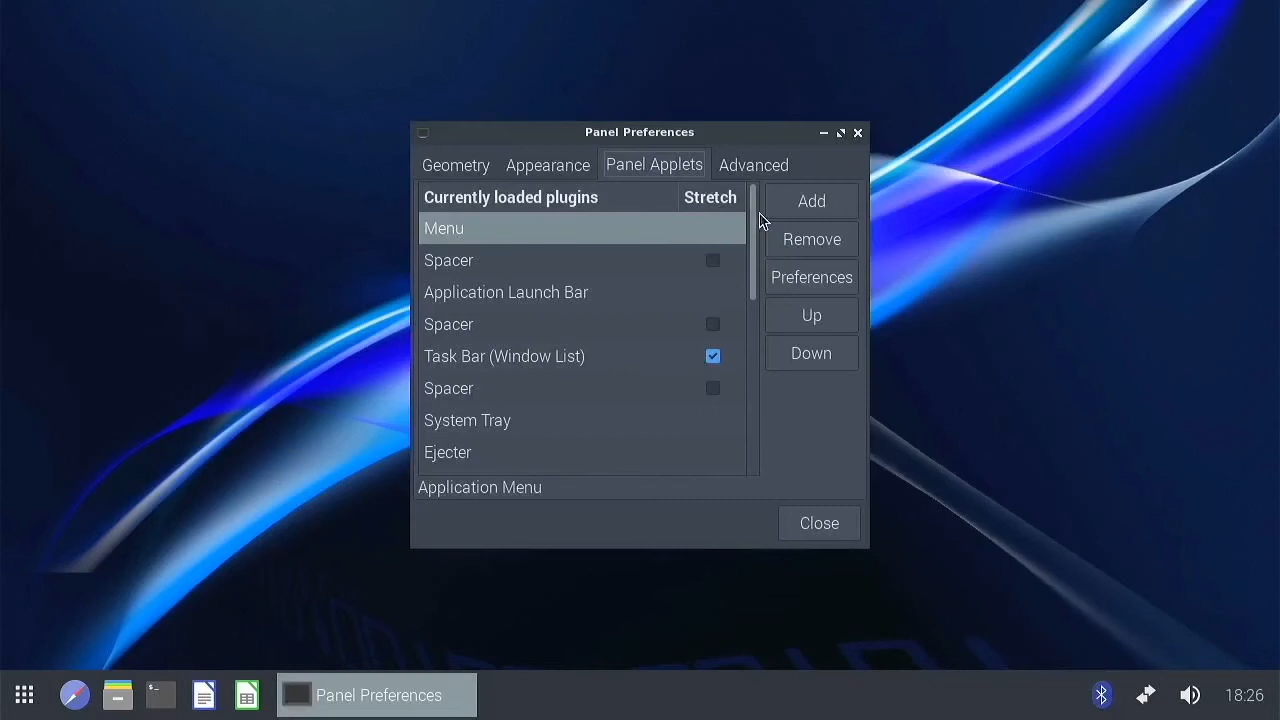 Panel Preferences
Geometry Appearance Panel Applets Advanced
Currently loaded plugins Stretch
Menu
Spacer
Application Launch Bar
Spacer
Task Bar (Window List)
Spacer
System Tray
Ejecter
Application Menu
Add
Remove
Preferences
Up
Down
Close
Panel Preferences
18:26